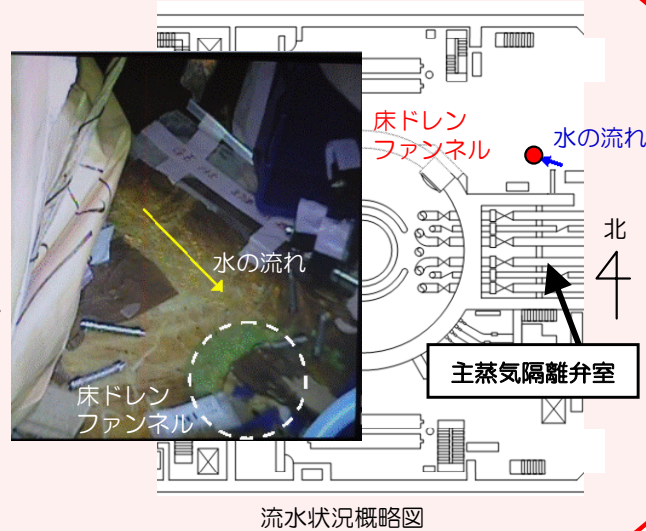 床ドレン
ファンネル
水の流れ
水の流れ
北
主蒸気隔離弁室
床ドレン
ファンネル
流水状況概略図